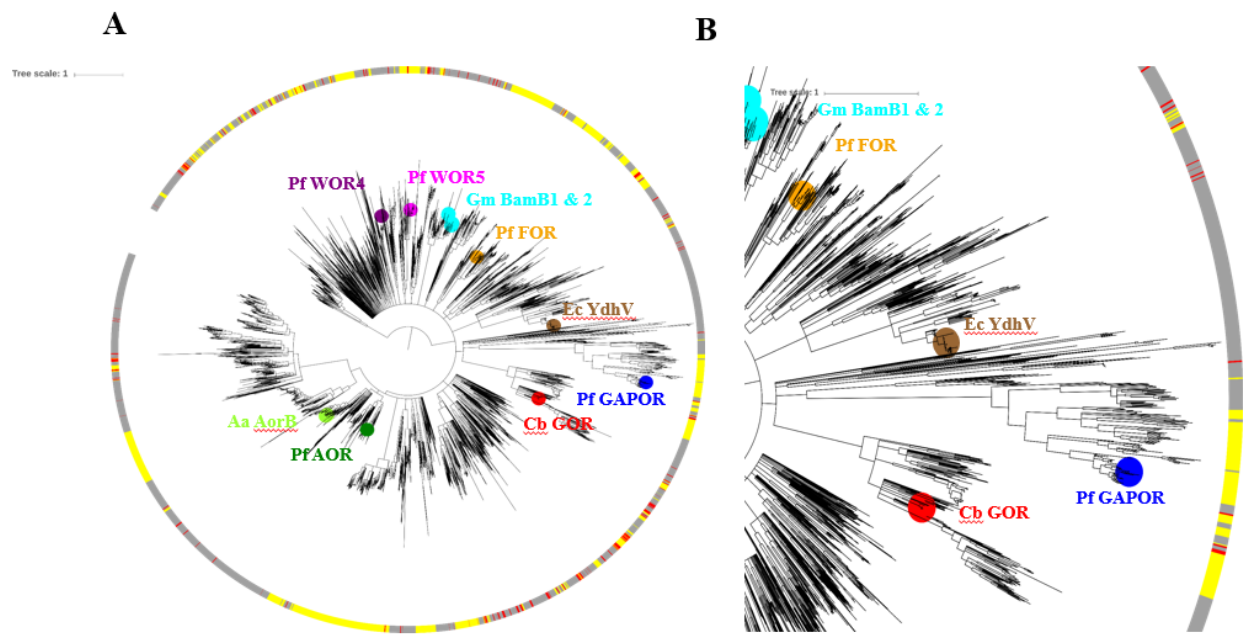 A
Tree scale: 1
Pf WOR4
Pf WOR5
Gm BamB1 & 2
Pf FOR
Ec YdhV
Pf GAPOR
Cb GOR
Aa AorB
Pf AOR
B
Tree scale: 1
Gm BamB1 & 2
Pf FOR
Ec YdhV
Pf GAPOR
Cb GOR